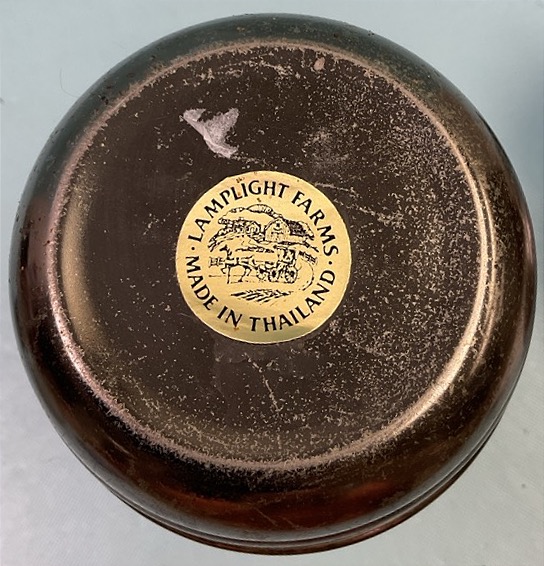 · LAMPLIGHT FARMS ·
MADE IN THAILAND